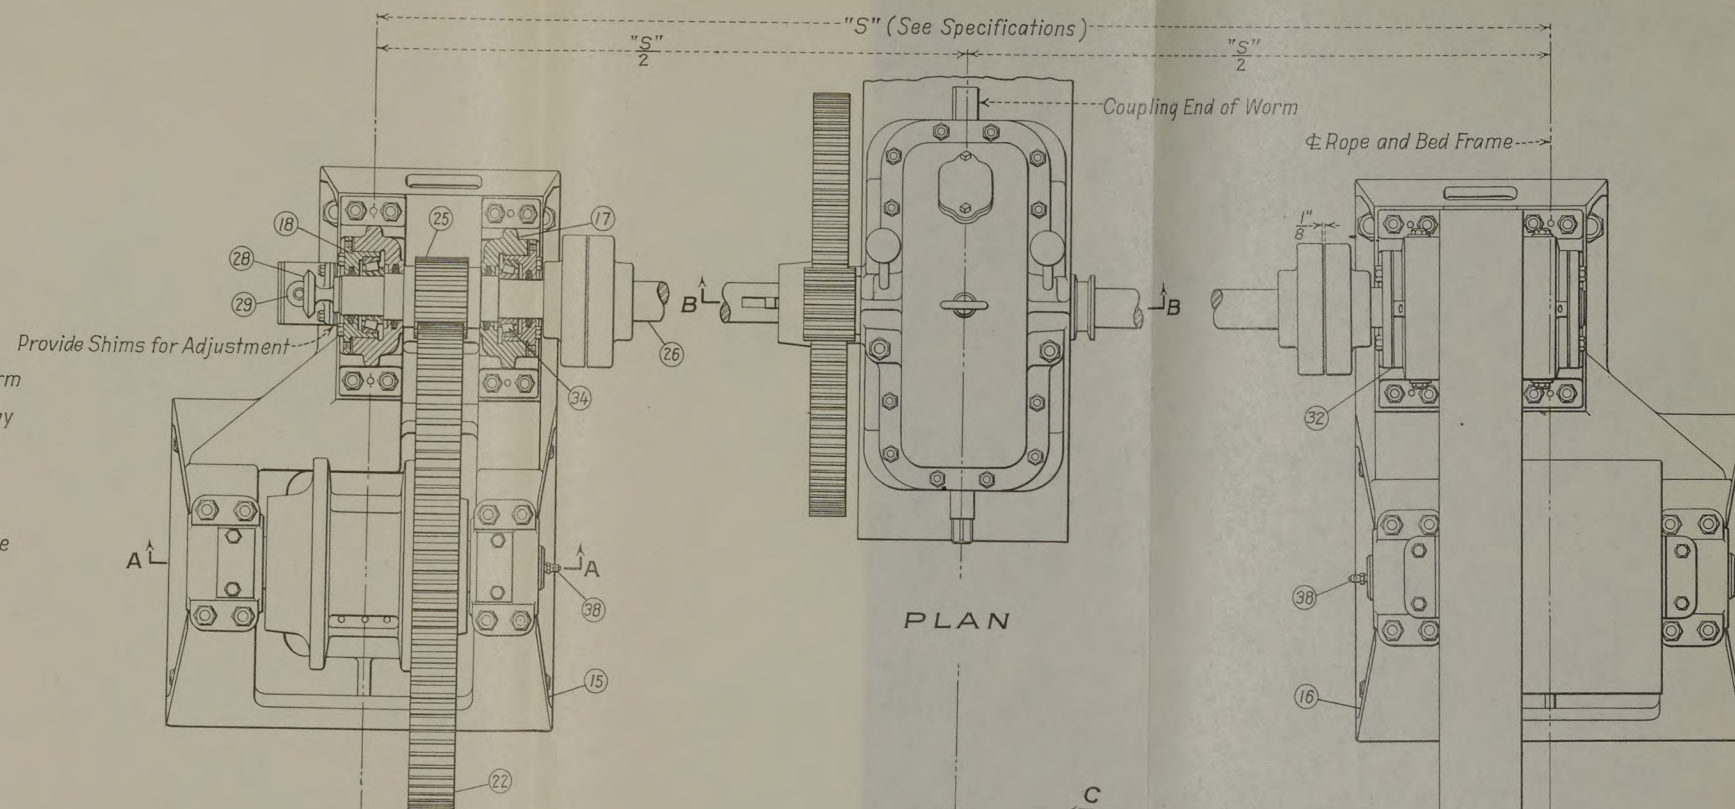 "S" (See Specifications)
"S"
2
"S"
2
Coupling End of Worm
℄ Rope and Bed Frame
25
17
18
28
29
B
B
1"
8
26
Provide Shims for Adjustment
rm
34
32
A
A
e
38
38
PLAN
15
16
22
C